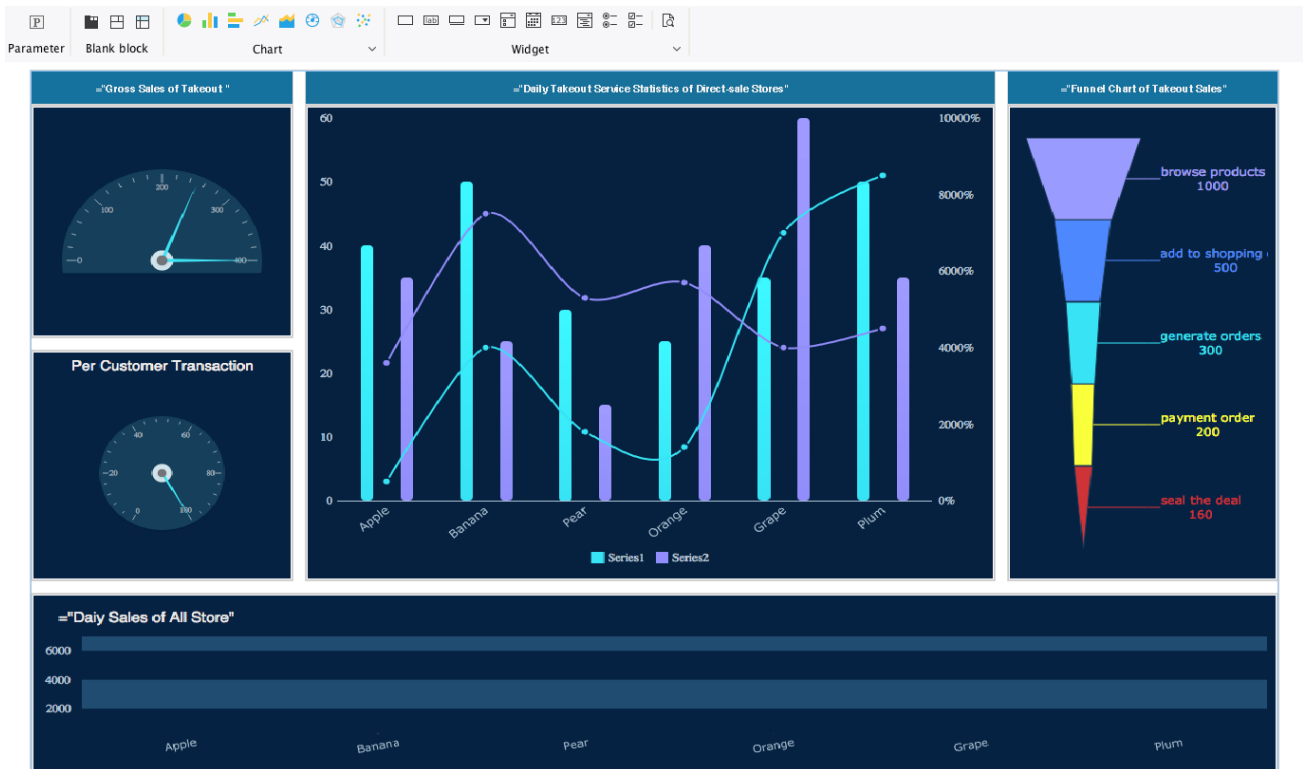 Parameter
Blank block
Chart
Widget
="Gross Sales of Takeout "
="Daily Takeout Service Statistics of Direct-sale Stores"
="Funnel Chart of Takeout Sales"
0
100
200
300
400
Per Customer Transaction
0
20
40
60
80
100
60
50
40
30
20
10
0
10000%
8000%
6000%
4000%
2000%
0%
Apple
Banana
Pear
Orange
Grape
Plum
Series1
Series2
browse products
1000
add to shopping
500
generate orders
300
payment order
200
seal the deal
160
="Daiy Sales of All Store"
6000
4000
2000
Apple
Banana
Pear
Orange
Grape
Plum